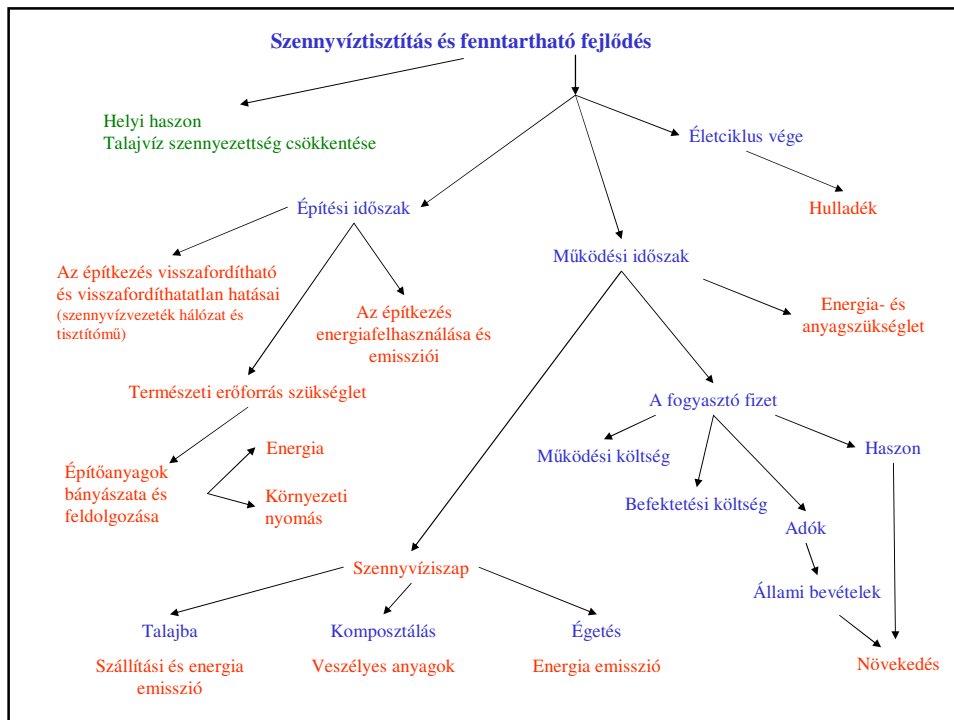 Szennyvíztisztítás és fenntartható fejlődés
Helyi haszon
Talajvíz szennyezettség csökkentése
Életciklus vége
Hulladék
Építési időszak
Működési időszak
Az építkezés visszafordítható
és visszafordíthatatlan hatásai
(szennyvízvezeték hálózat és
tisztítómű)
Az építkezés
energiafelhasználása és
emissziói
Energia- és
anyagszükséglet
Természeti erőforrás szükséglet
A fogyasztó fizet
Építőanyagok
bányászata és
feldolgozása
Energia
Környezeti
nyomás
Működési költség
Befektetési költség
Adók
Haszon
Állami bevételek
Növekedés
Szennyvíziszap
Talajba
Szállítási és energia
emisszió
Komposztálás
Veszélyes anyagok
Égetés
Energia emisszió